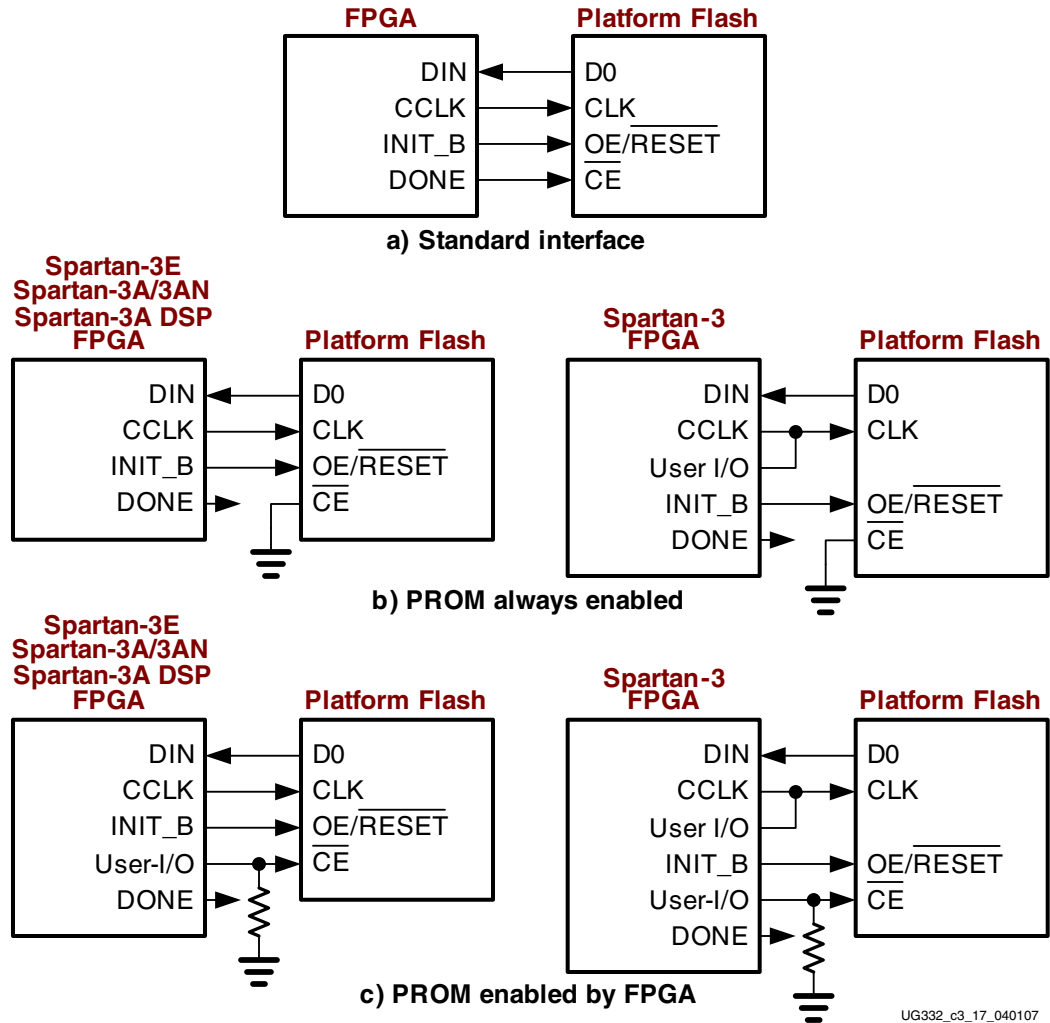 FPGA
Platform Flash
DIN
D0
CCLK
CLK
INIT_B
OE/RESET
DONE
CE
a) Standard interface
Spartan-3E
Spartan-3A/3AN
Spartan-3A DSP
FPGA
Platform Flash
DIN
D0
CCLK
CLK
INIT_B
OE/RESET
DONE
CE
Spartan-3
FPGA
Platform Flash
DIN
D0
CCLK
CLK
User I/O
INIT_B
OE/RESET
DONE
CE
b) PROM always enabled
Spartan-3E
Spartan-3A/3AN
Spartan-3A DSP
FPGA
Platform Flash
DIN
D0
CCLK
CLK
INIT_B
OE/RESET
User-I/O
CE
DONE
Spartan-3
FPGA
Platform Flash
DIN
D0
CCLK
CLK
User I/O
INIT_B
OE/RESET
User-I/O
CE
DONE
c) PROM enabled by FPGA
UG332_c3_17_040107